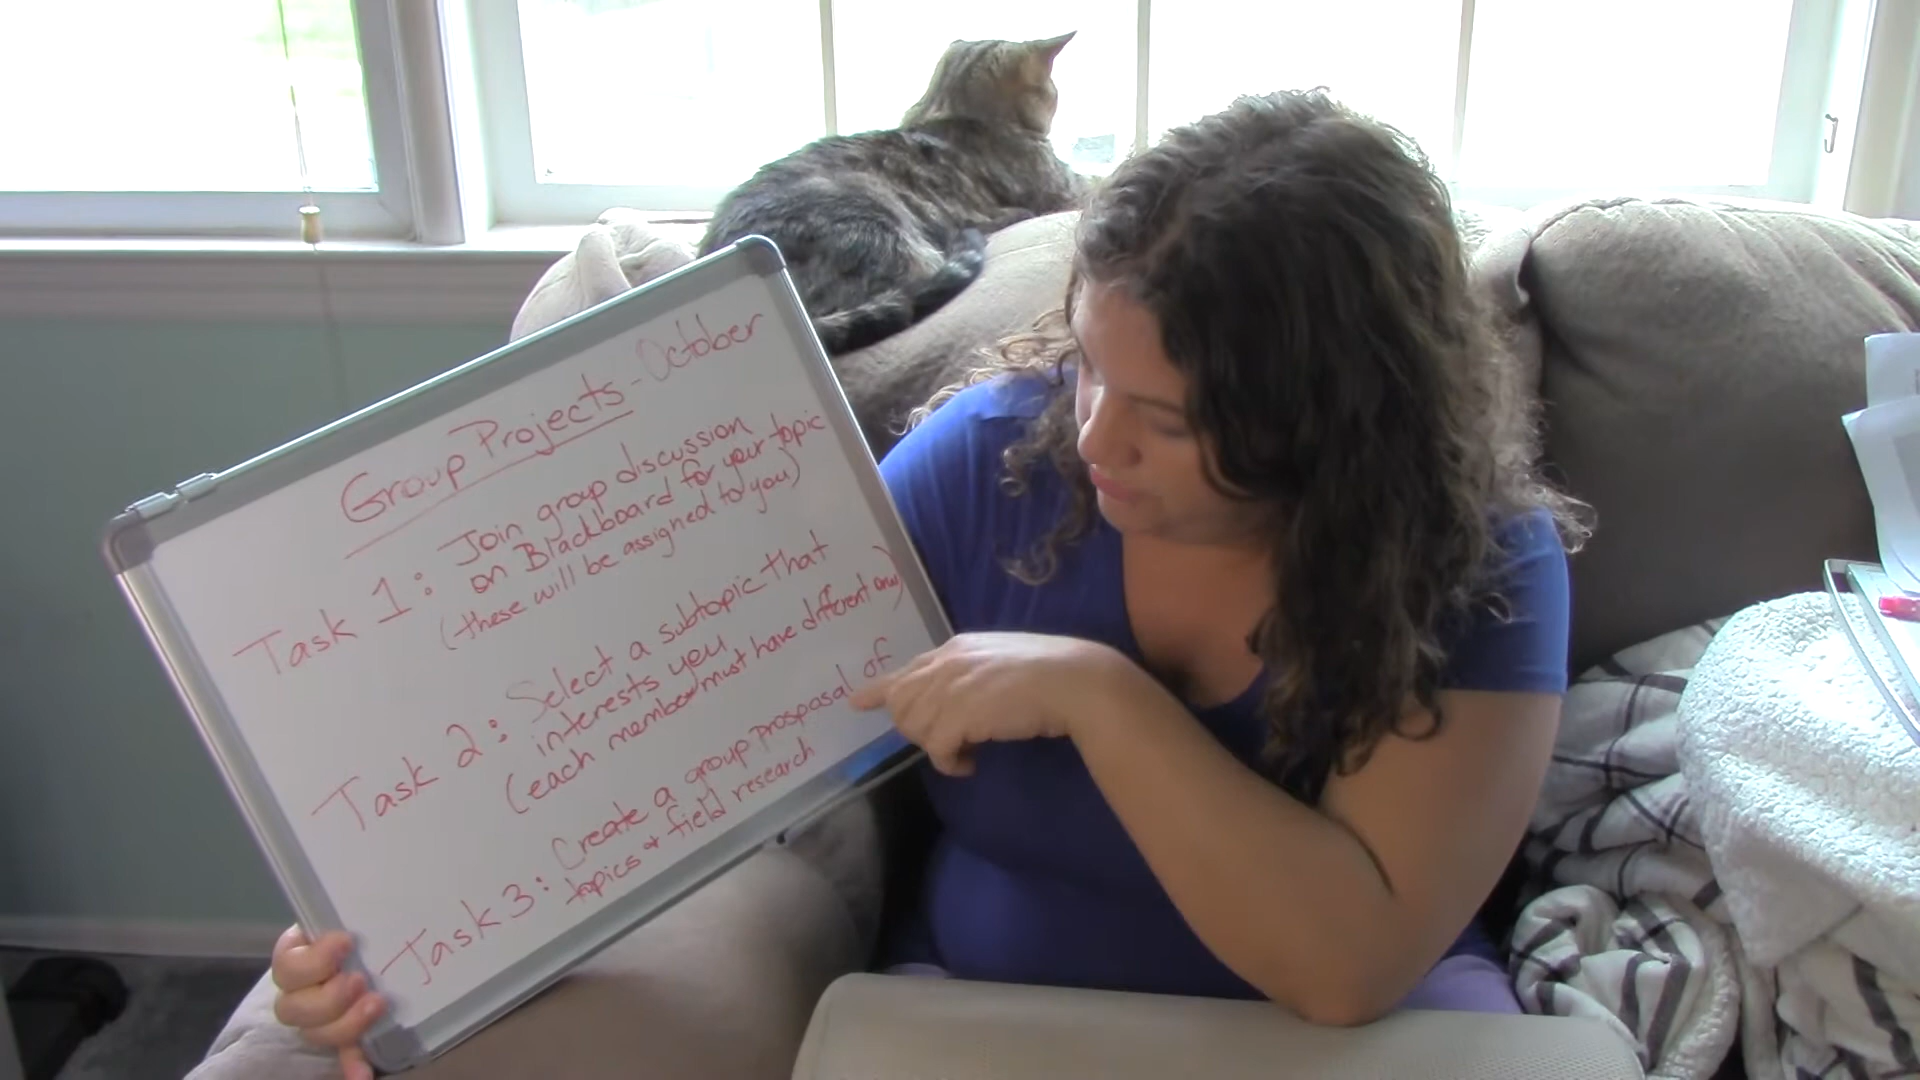 Group Projects - October
Task 1: Join group discussion
on Blackboard for your topic
(these will be assigned to you)
Task 2: Select a subtopic that
interests you
(each member must have different one)
Task 3: Create a group prosposal of
topics + field research